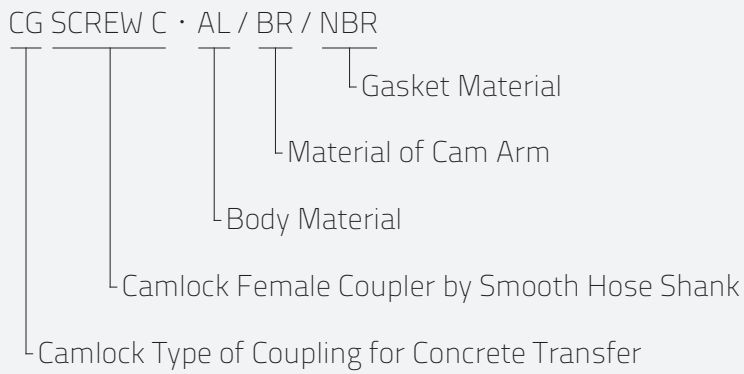 CG SCREW C · AL / BR / NBR
Gasket Material
Material of Cam Arm
Body Material
Camlock Female Coupler by Smooth Hose Shank
Camlock Type of Coupling for Concrete Transfer